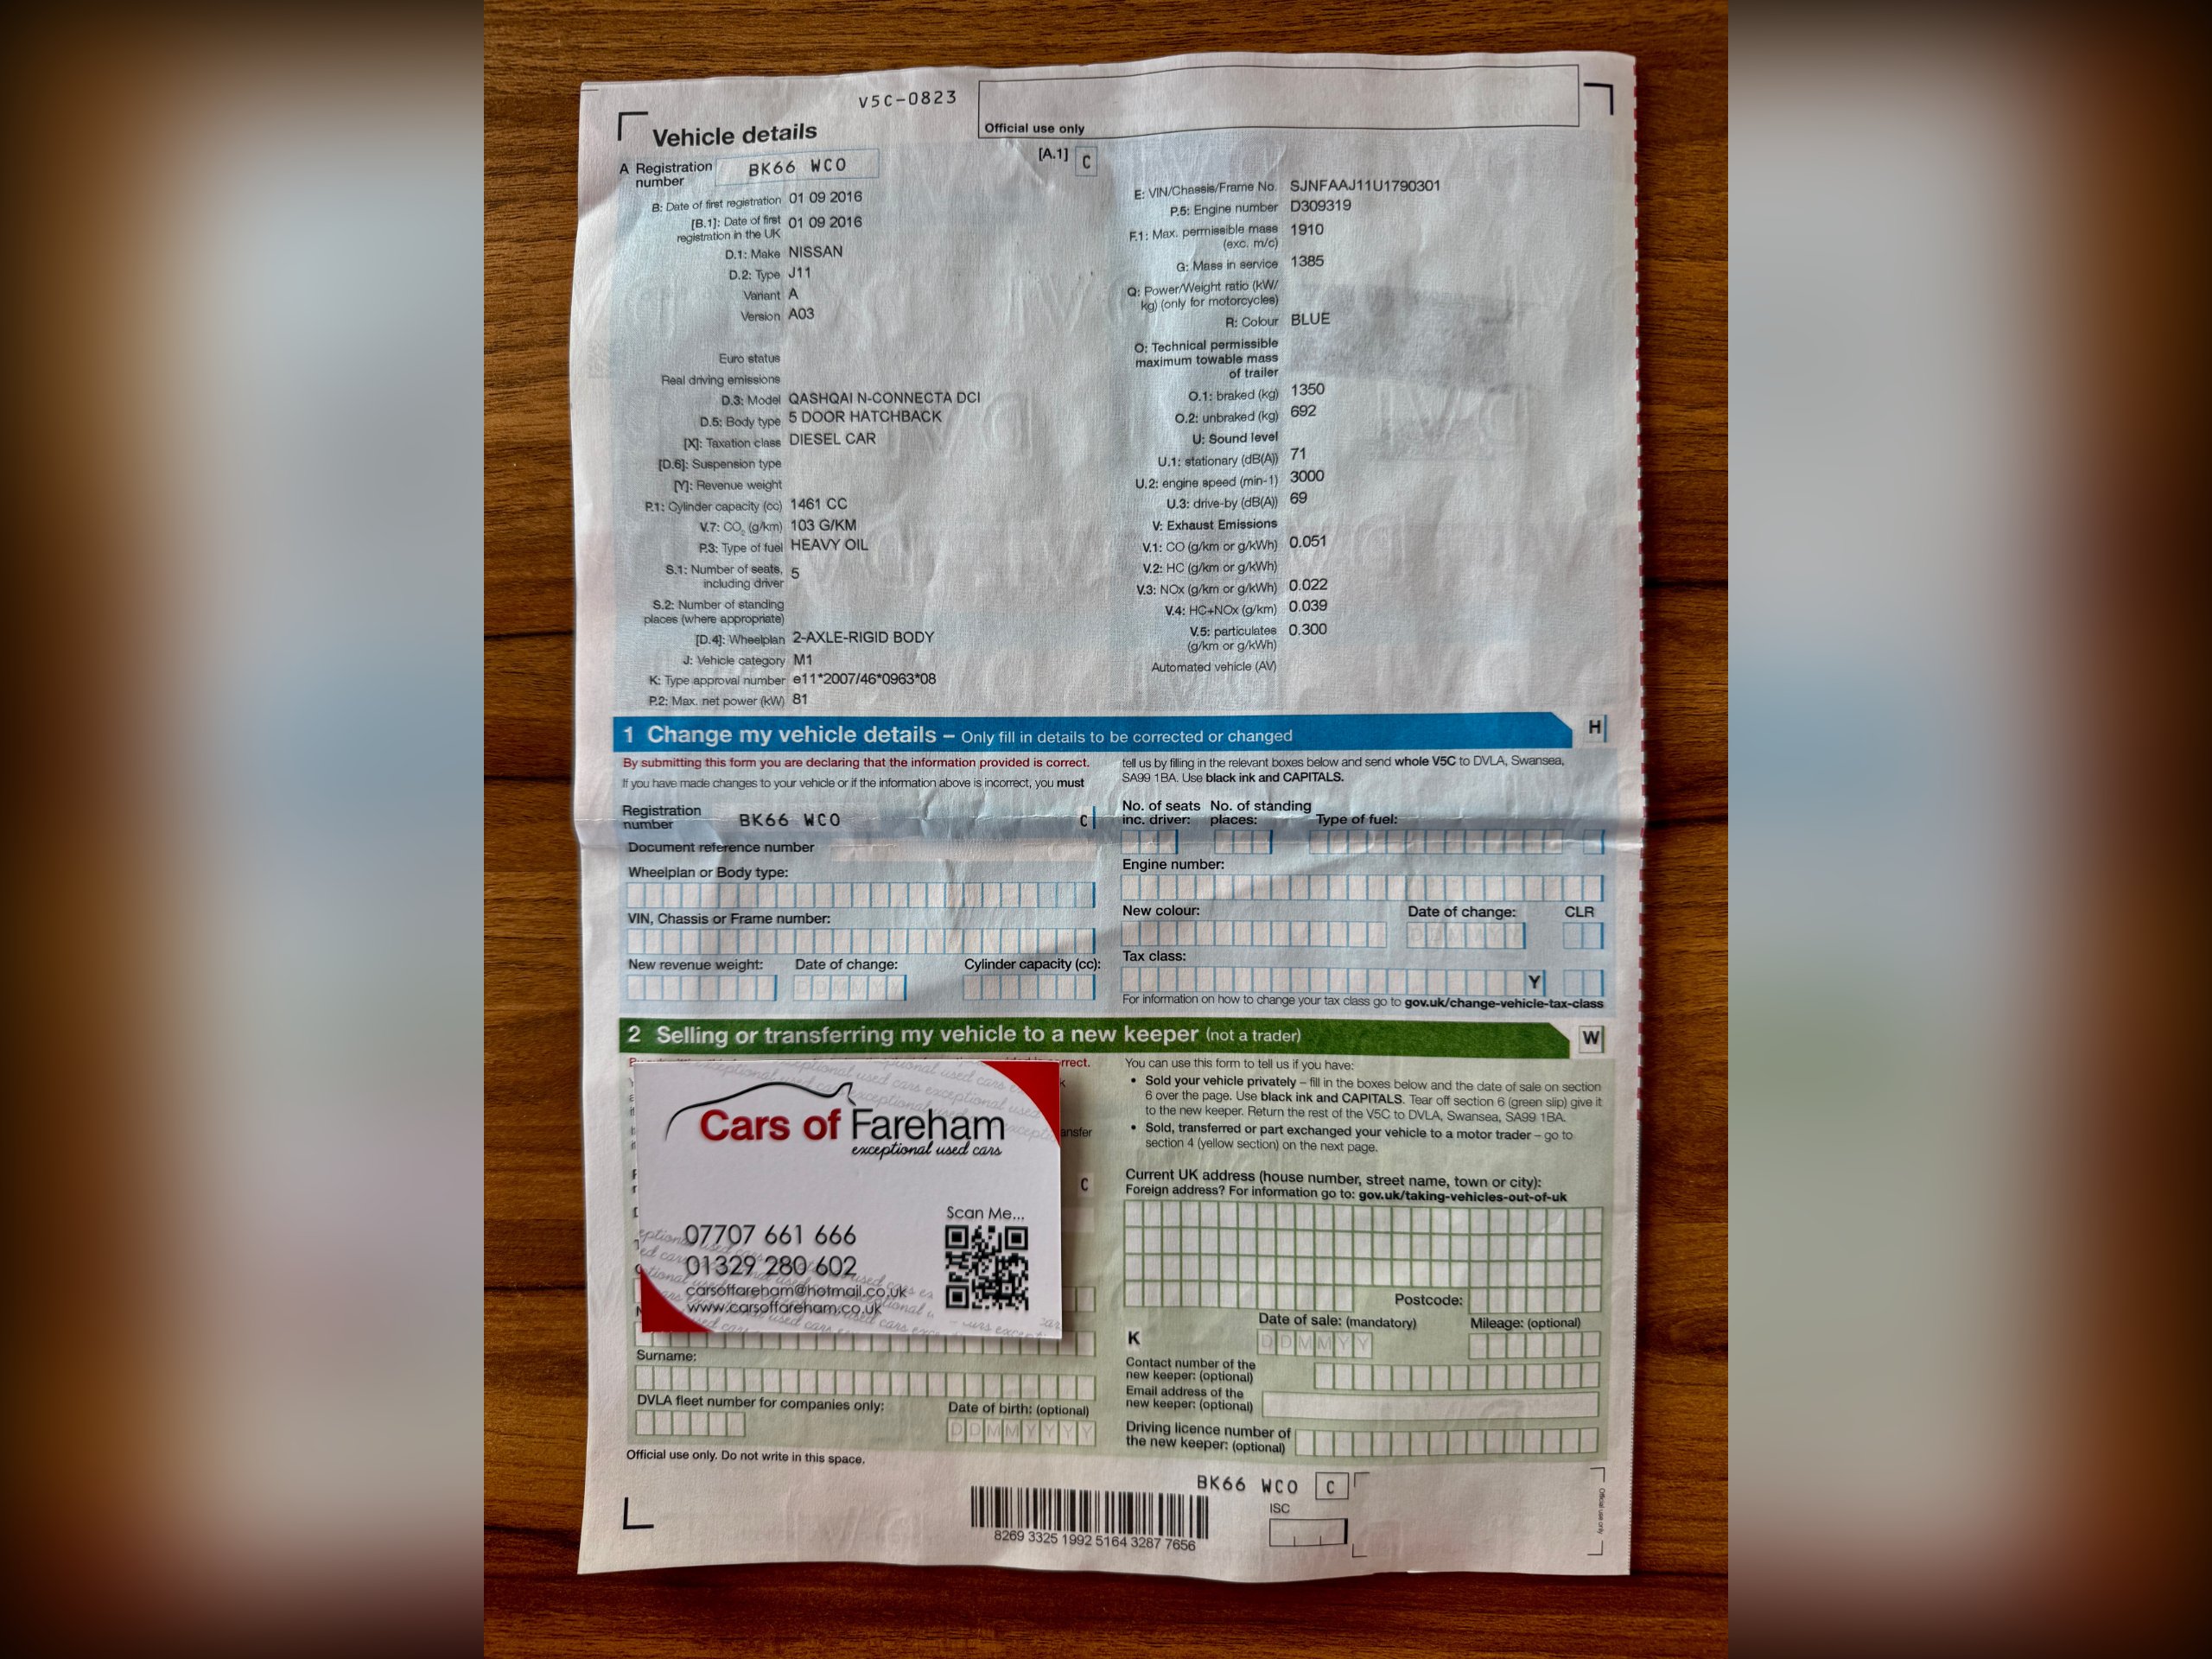 V5C-0823
Official use only
Vehicle details
A Registration number BK66 WCO
[A.1] C
B: Date of first registration 01 09 2016
[B.1]: Date of first registration in the UK 01 09 2016
D.1: Make NISSAN
D.2: Type J11
Variant A
Version A03
Euro status
Real driving emissions
D.3: Model QASHQAI N-CONNECTA DCI
D.5: Body type 5 DOOR HATCHBACK
[X]: Taxation class DIESEL CAR
[D.6]: Suspension type
[Y]: Revenue weight
P.1: Cylinder capacity (cc) 1461 CC
V.7: CO2 (g/km) 103 G/KM
P.3: Type of fuel HEAVY OIL
S.1: Number of seats, including driver 5
S.2: Number of standing places (where appropriate)
[D.4]: Wheelplan 2-AXLE-RIGID BODY
J: Vehicle category M1
K: Type approval number e11*2007/46*0963*08
P.2: Max. net power (kW) 81
E: VIN/Chassis/Frame No. SJNFAAJ11U1790301
P.5: Engine number D309319
F.1: Max. permissible mass (exc. m/c) 1910
G: Mass in service 1385
Q: Power/Weight ratio (kW/kg) (only for motorcycles)
R: Colour BLUE
O: Technical permissible maximum towable mass of trailer
O.1: braked (kg) 1350
O.2: unbraked (kg) 692
U: Sound level
U.1: stationary (dB(A)) 71
U.2: engine speed (min-1) 3000
U.3: drive-by (dB(A)) 69
V: Exhaust Emissions
V.1: CO (g/km or g/kWh) 0.051
V.2: HC (g/km or g/kWh)
V.3: NOx (g/km or g/kWh) 0.022
V.4: HC+NOx (g/km) 0.039
V.5: particulates (g/km or g/kWh) 0.300
Automated vehicle (AV)
1 Change my vehicle details – Only fill in details to be corrected or changed
H
By submitting this form you are declaring that the information provided is correct.
If you have made changes to your vehicle or if the information above is incorrect, you must
tell us by filling in the relevant boxes below and send whole V5C to DVLA, Swansea,
SA99 1BA. Use black ink and CAPITALS.
Registration number BK66 WCO C
Document reference number
Wheelplan or Body type:
VIN, Chassis or Frame number:
New revenue weight: Date of change: Cylinder capacity (cc):
DDMMYY
No. of seats inc. driver: No. of standing places: Type of fuel:
Engine number:
New colour: Date of change: CLR
DDMMYY
Tax class:
Y
For information on how to change your tax class go to gov.uk/change-vehicle-tax-class
2 Selling or transferring my vehicle to a new keeper (not a trader)
W
Cars of Fareham
exceptional used cars
Scan Me...
07707 661 666
01329 280 602
carsoffareham@hotmail.co.uk
www.carsoffareham.co.uk
C
Surname:
DVLA fleet number for companies only: Date of birth: (optional)
DDMMYYYY
Official use only. Do not write in this space.
You can use this form to tell us if you have:
• Sold your vehicle privately – fill in the boxes below and the date of sale on section
6 over the page. Use black ink and CAPITALS. Tear off section 6 (green slip) give it
to the new keeper. Return the rest of the V5C to DVLA, Swansea, SA99 1BA.
• Sold, transferred or part exchanged your vehicle to a motor trader – go to
section 4 (yellow section) on the next page.
Current UK address (house number, street name, town or city):
Foreign address? For information go to: gov.uk/taking-vehicles-out-of-uk
Postcode:
Date of sale: (mandatory) Mileage: (optional)
K
DDMMYY
Contact number of the new keeper: (optional)
Email address of the new keeper: (optional)
Driving licence number of the new keeper: (optional)
BK66 WCO C
ISC
8269 3325 1992 5164 3287 7656
Official use only